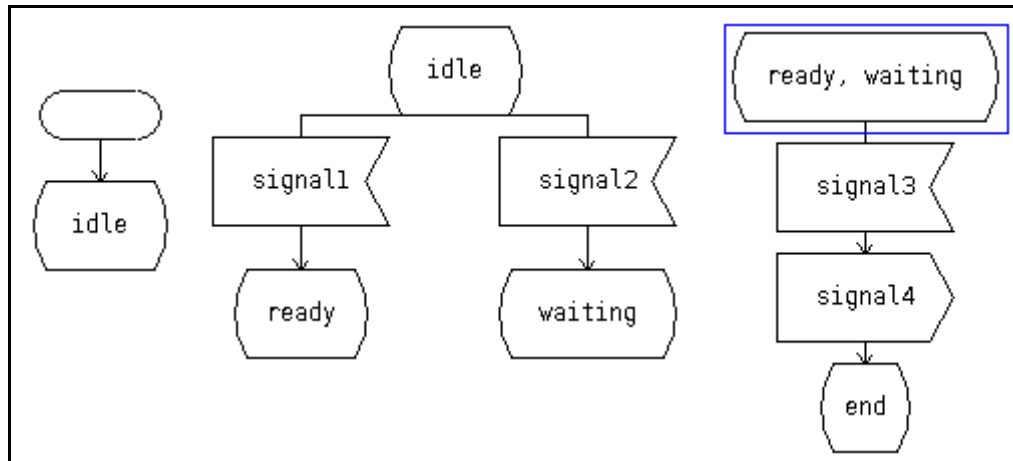 idle
idle
signal1
signal2
ready
waiting
ready, waiting
signal3
signal4
end